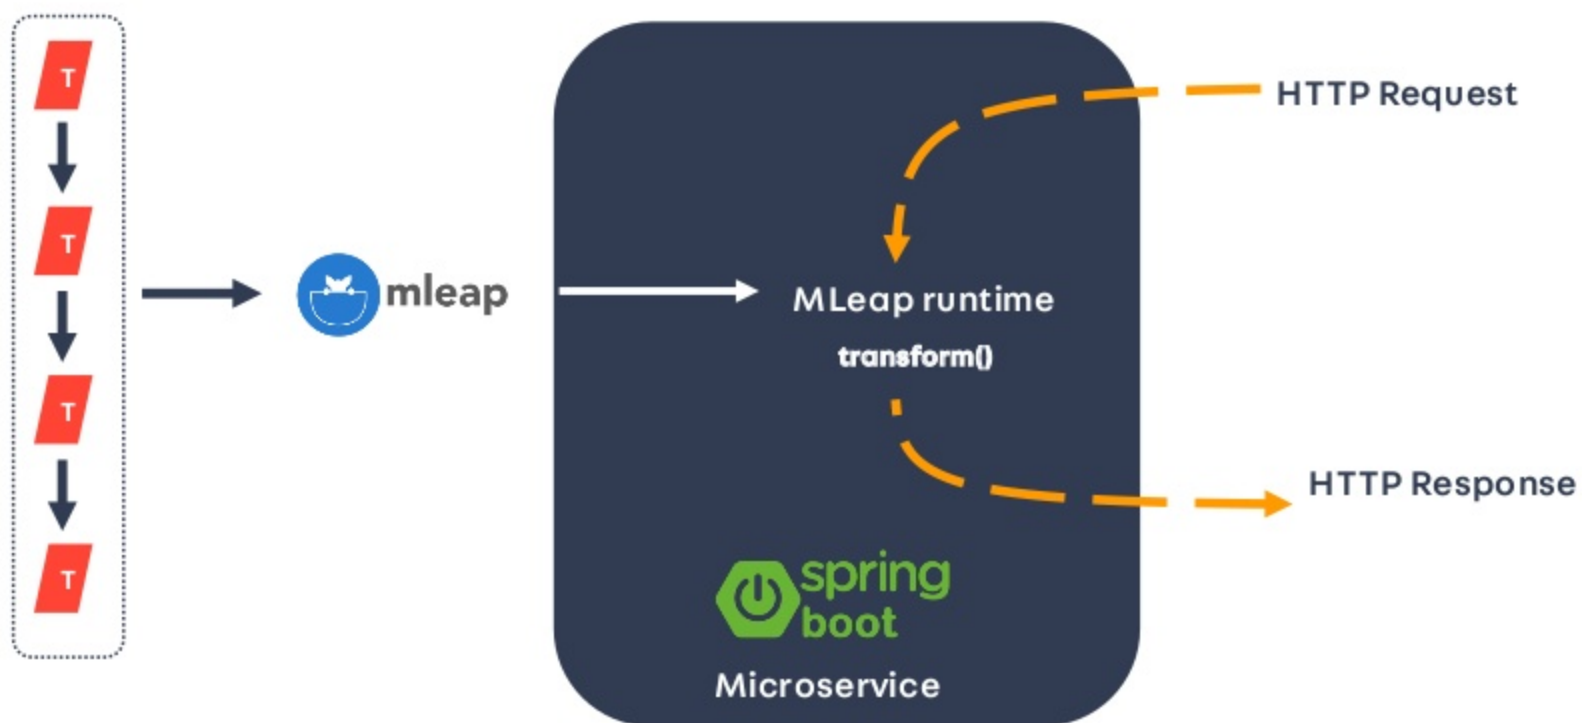 T
T
T
T
mleap
HTTP Request
MLeap runtime
transform()
HTTP Response
spring
boot
Microservice